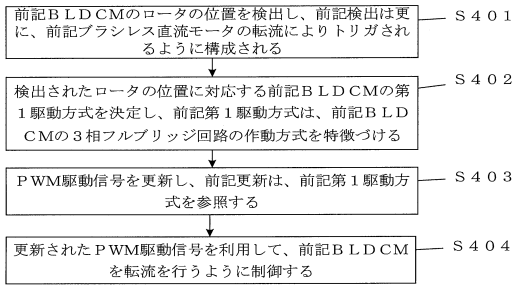 前記ＢＬＤＣＭのロータの位置を検出し、前記検出は更
に、前記ブラシレス直流モータの転流によりトリガされ
るように構成される
Ｓ４０１
検出されたロータの位置に対応する前記ＢＬＤＣＭの第
１駆動方式を決定し、前記第１駆動方式は、前記ＢＬＤ
ＣＭの３相フルブリッジ回路の作動方式を特徴づける
Ｓ４０２
ＰＷＭ駆動信号を更新し、前記更新は、前記第１駆動方
式を参照する
Ｓ４０３
更新されたＰＷＭ駆動信号を利用して、前記ＢＬＤＣＭ
を転流を行うように制御する
Ｓ４０４